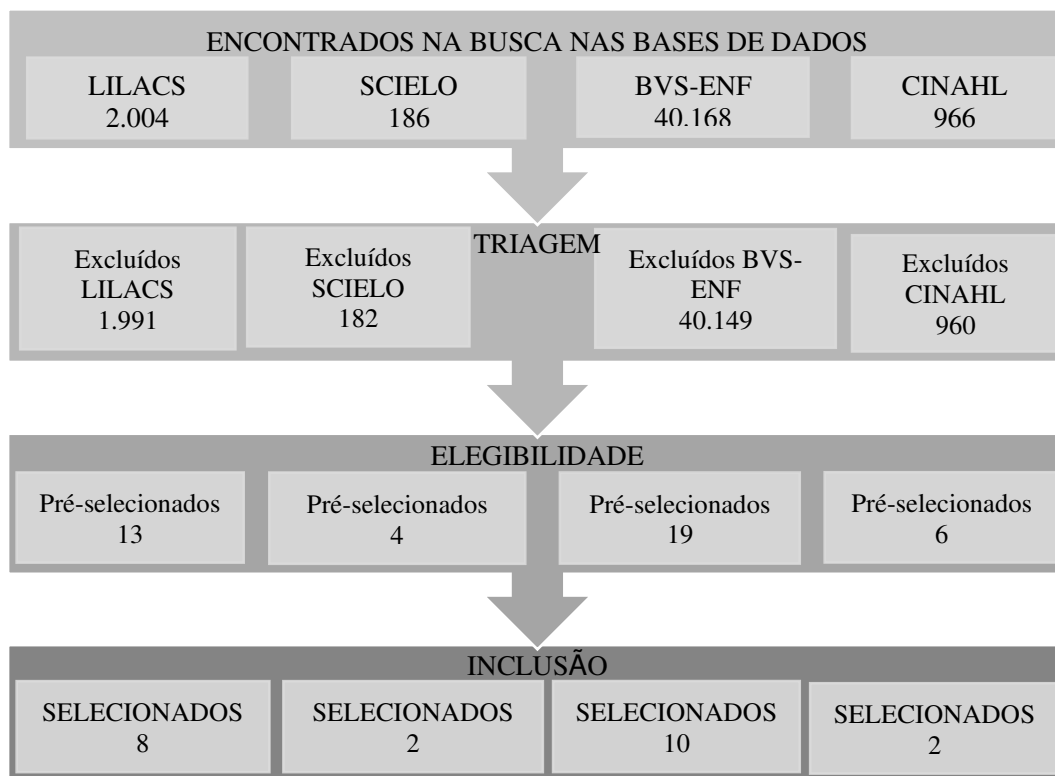 ENCONTRADOS NA BUSCA NAS BASES DE DADOS
LILACS
2.004
SCIELO
186
BVS-ENF
40.168
CINAHL
966
TRIAGEM
Excluídos
LILACS
1.991
Excluídos
SCIELO
182
Excluídos BVS-
ENF
40.149
Excluídos
CINAHL
960
ELEGIBILIDADE
Pré-selecionados
13
Pré-selecionados
4
Pré-selecionados
19
Pré-selecionados
6
INCLUSÃO
SELECIONADOS
8
SELECIONADOS
2
SELECIONADOS
10
SELECIONADOS
2